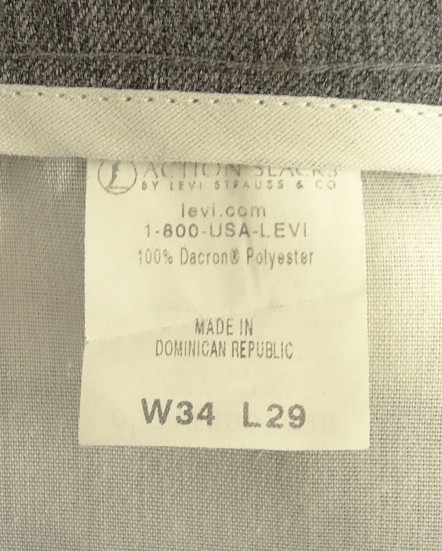 ACTION SLACKS
BY LEVI STRAUSS & CO
levi.com
1-800-USA-LEVI
100% Dacron® Polyester
MADE IN
DOMINICAN REPUBLIC
W34 L29